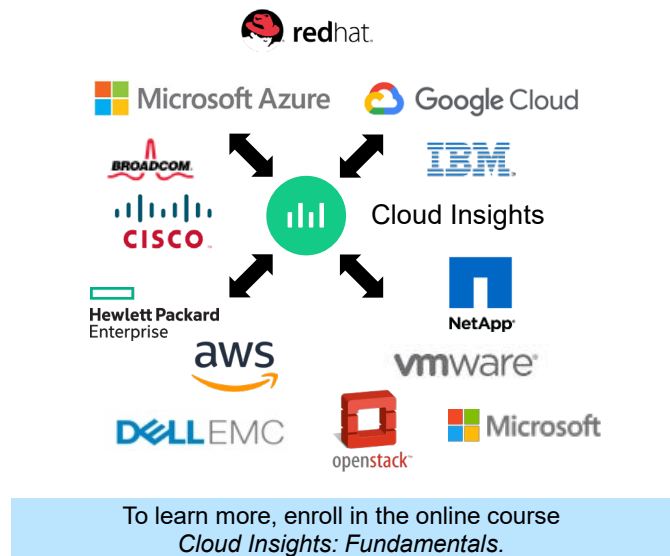 redhat.
Microsoft Azure
Google Cloud
BROADCOM.
IBM.
CISCO
Cloud Insights
Hewlett Packard
Enterprise
NetApp
aws
vmware
DELLEMC
openstack
Microsoft
To learn more, enroll in the online course
Cloud Insights: Fundamentals.